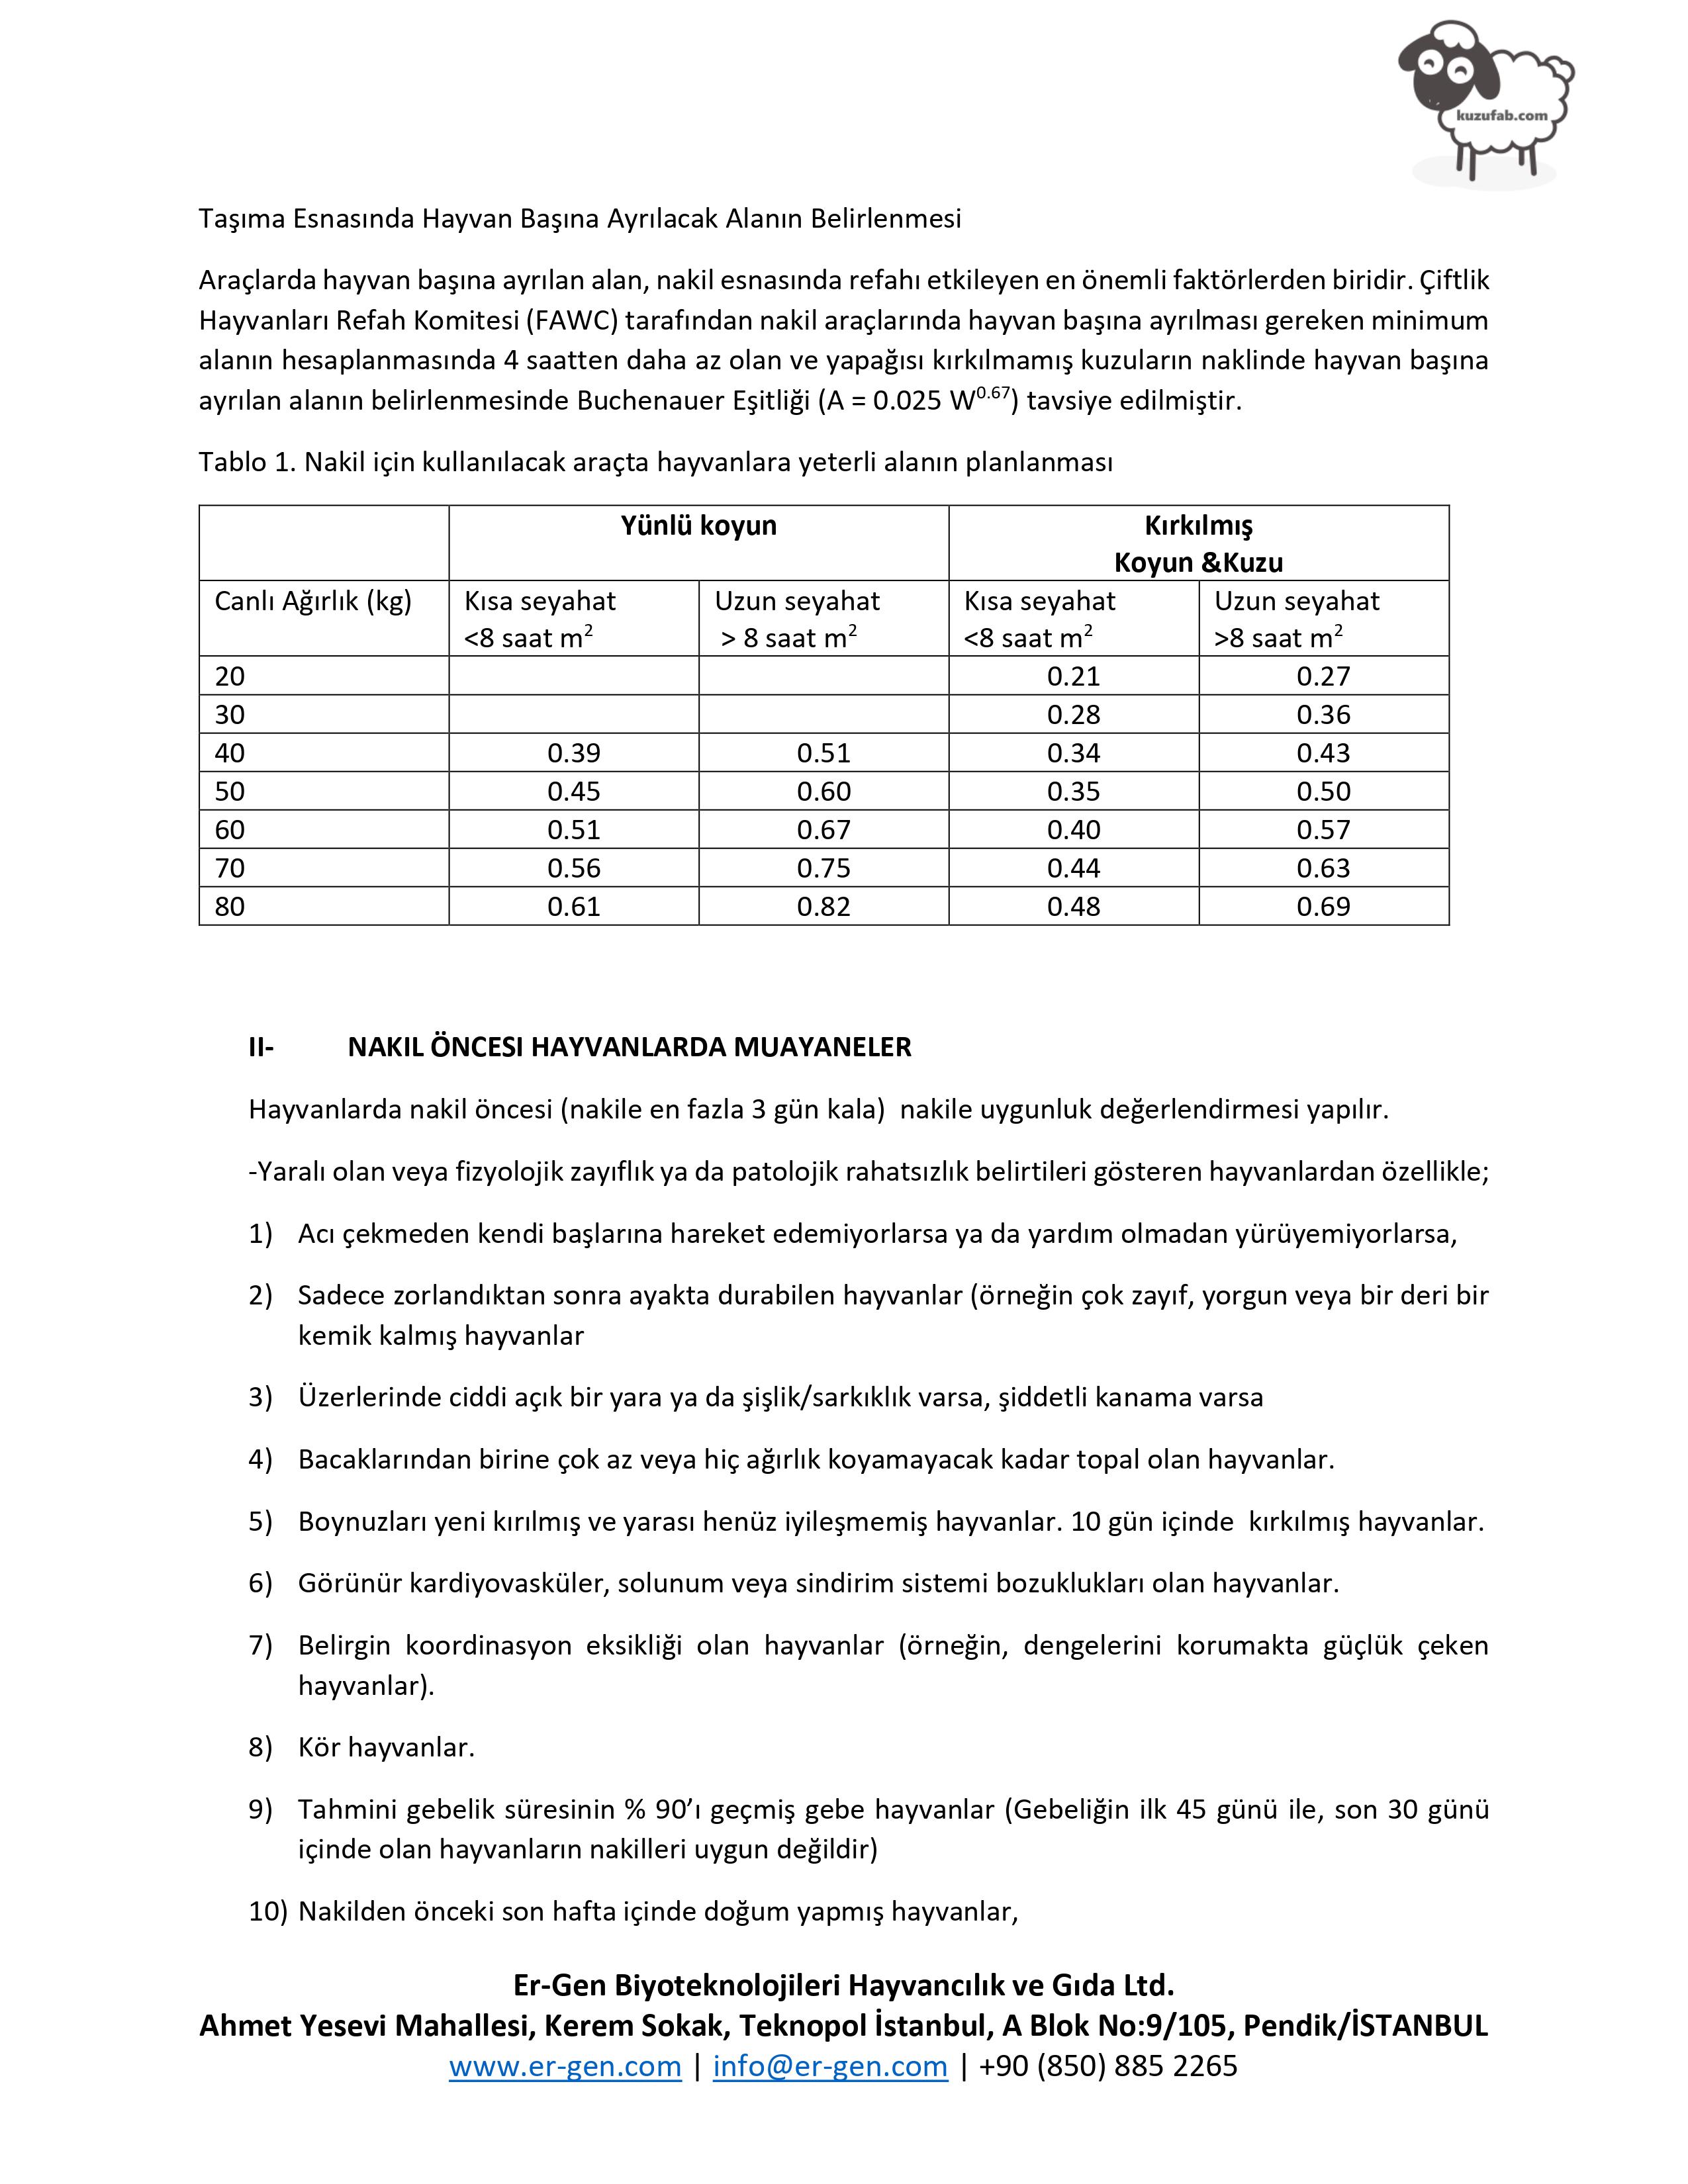 kuzufab.com
Taşıma Esnasında Hayvan Başına Ayrılacak Alanın Belirlenmesi
Araçlarda hayvan başına ayrılan alan, nakil esnasında refahı etkileyen en önemli faktörlerden biridir. Çiftlik
Hayvanları Refah Komitesi (FAWC) tarafından nakil araçlarında hayvan başına ayrılması gereken minimum
alanın hesaplanmasında 4 saatten daha az olan ve yapağısı kırkılmamış kuzuların naklinde hayvan başına
ayrılan alanın belirlenmesinde Buchenauer Eşitliği (A = 0.025 W^0.67) tavsiye edilmiştir.
Tablo 1. Nakil için kullanılacak araçta hayvanlara yeterli alanın planlanması
Yünlü koyun Kırkılmış
Koyun &Kuzu
Canlı Ağırlık (kg) Kısa seyahat Uzun seyahat Kısa seyahat Uzun seyahat
<8 saat m² > 8 saat m² <8 saat m² >8 saat m²
20 0.21 0.27
30 0.28 0.36
40 0.39 0.51 0.34 0.43
50 0.45 0.60 0.35 0.50
60 0.51 0.67 0.40 0.57
70 0.56 0.75 0.44 0.63
80 0.61 0.82 0.48 0.69
II- NAKIL ÖNCESI HAYVANLARDA MUAYANELER
Hayvanlarda nakil öncesi (nakile en fazla 3 gün kala) nakile uygunluk değerlendirmesi yapılır.
-Yaralı olan veya fizyolojik zayıflık ya da patolojik rahatsızlık belirtileri gösteren hayvanlardan özellikle;
1) Acı çekmeden kendi başlarına hareket edemiyorlarsa ya da yardım olmadan yürüyemiyorlarsa,
2) Sadece zorlandıktan sonra ayakta durabilen hayvanlar (örneğin çok zayıf, yorgun veya bir deri bir
kemik kalmış hayvanlar
3) Üzerlerinde ciddi açık bir yara ya da şişlik/sarkıklık varsa, şiddetli kanama varsa
4) Bacaklarından birine çok az veya hiç ağırlık koyamayacak kadar topal olan hayvanlar.
5) Boynuzları yeni kırılmış ve yarası henüz iyileşmemiş hayvanlar. 10 gün içinde kırkılmış hayvanlar.
6) Görünür kardiyovasküler, solunum veya sindirim sistemi bozuklukları olan hayvanlar.
7) Belirgin koordinasyon eksikliği olan hayvanlar (örneğin, dengelerini korumakta güçlük çeken
hayvanlar).
8) Kör hayvanlar.
9) Tahmini gebelik süresinin % 90’ı geçmiş gebe hayvanlar (Gebeliğin ilk 45 günü ile, son 30 günü
içinde olan hayvanların nakilleri uygun değildir)
10) Nakilden önceki son hafta içinde doğum yapmış hayvanlar,
Er-Gen Biyoteknolojileri Hayvancılık ve Gıda Ltd.
Ahmet Yesevi Mahallesi, Kerem Sokak, Teknopol İstanbul, A Blok No:9/105, Pendik/İSTANBUL
www.er-gen.com | info@er-gen.com | +90 (850) 885 2265